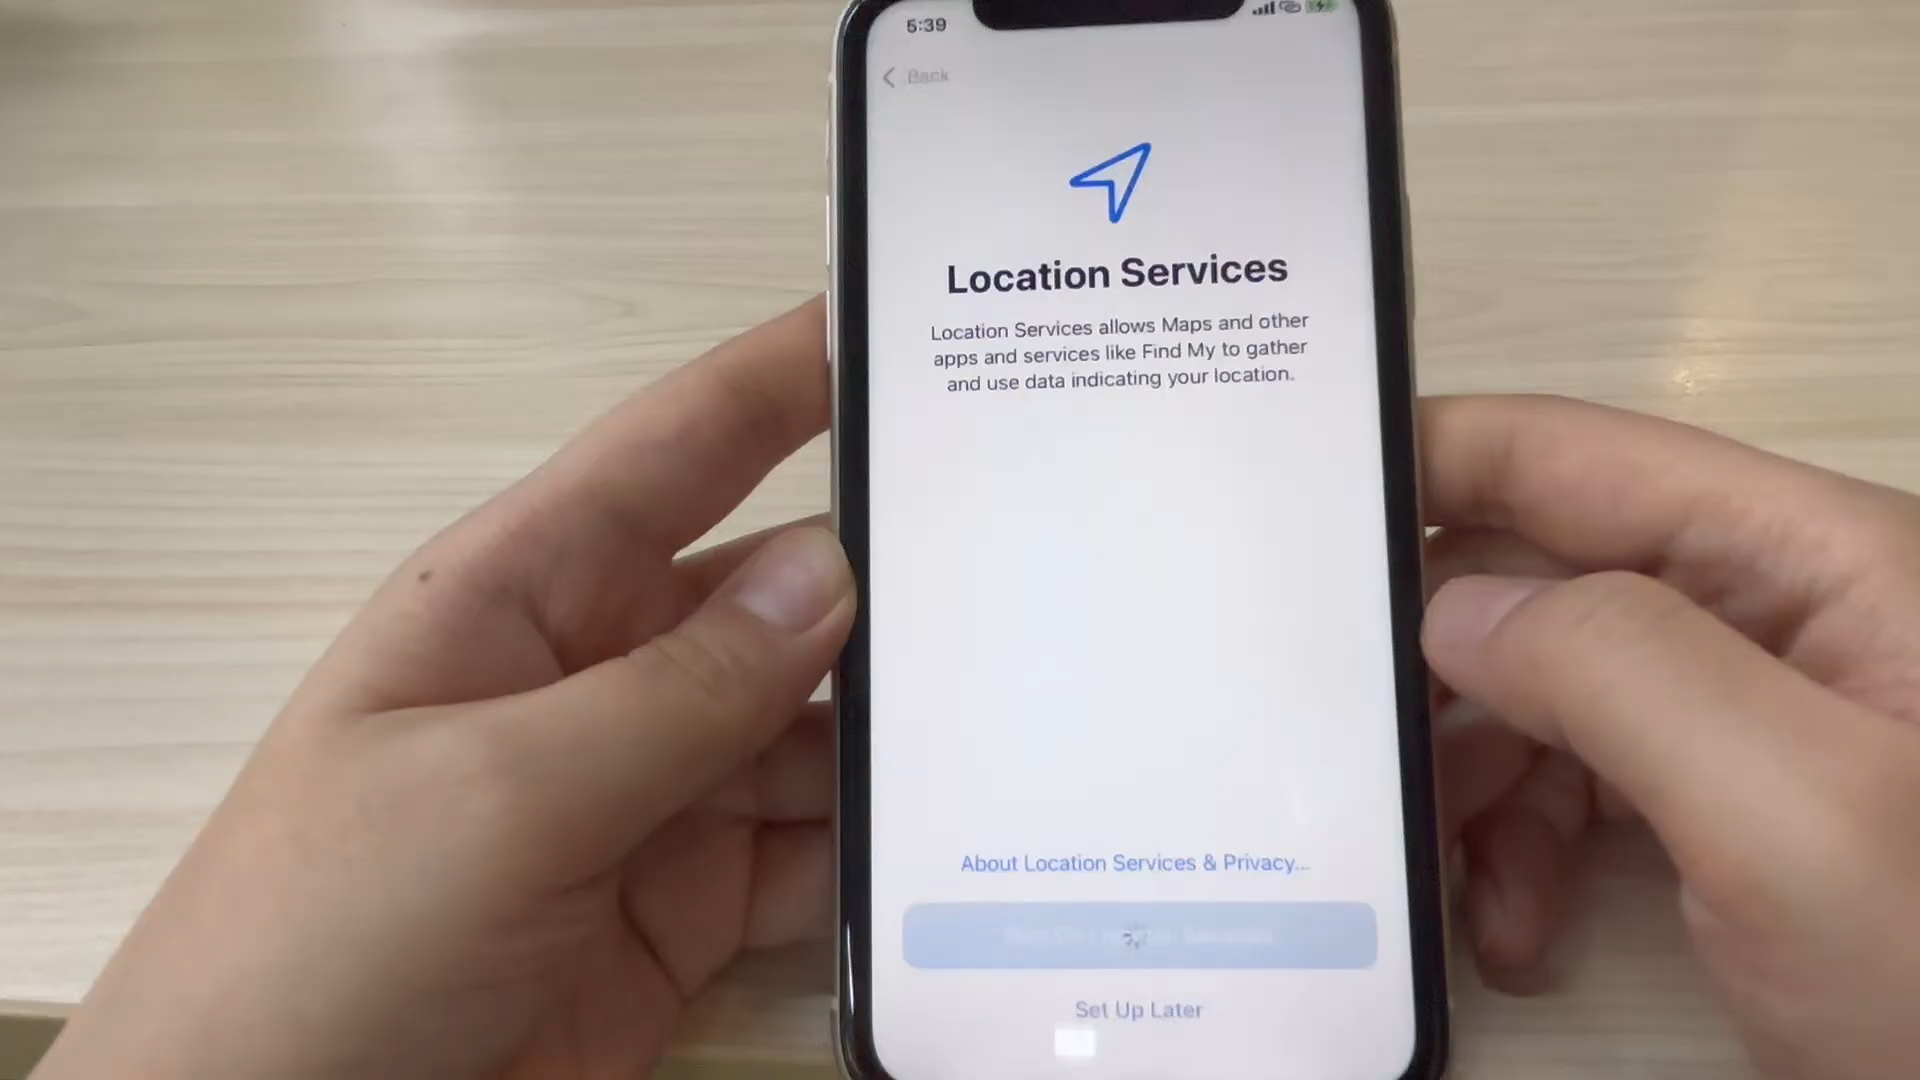 5:39
Back
Location Services
Location Services allows Maps and other
apps and services like Find My to gather
and use data indicating your location.
About Location Services & Privacy...
Set Up Later